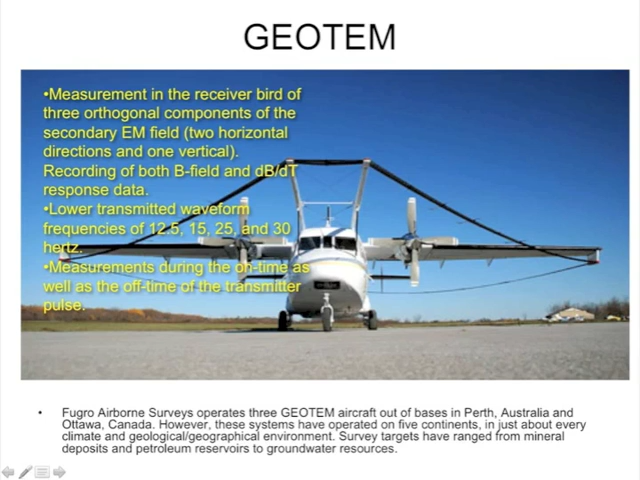 GEOTEM
•Measurement in the receiver bird of
three orthogonal components of the
secondary EM field (two horizontal
directions and one vertical).
Recording of both B-field and dB/dT
response data.
•Lower transmitted waveform
frequencies of 12.5, 15, 25, and 30
hertz.
•Measurements during the on-time as
well as the off-time of the transmitter
pulse.
• Fugro Airborne Surveys operates three GEOTEM aircraft out of bases in Perth, Australia and
Ottawa, Canada. However, these systems have operated on five continents, in just about every
climate and geological/geographical environment. Survey targets have ranged from mineral
deposits and petroleum reservoirs to groundwater resources.